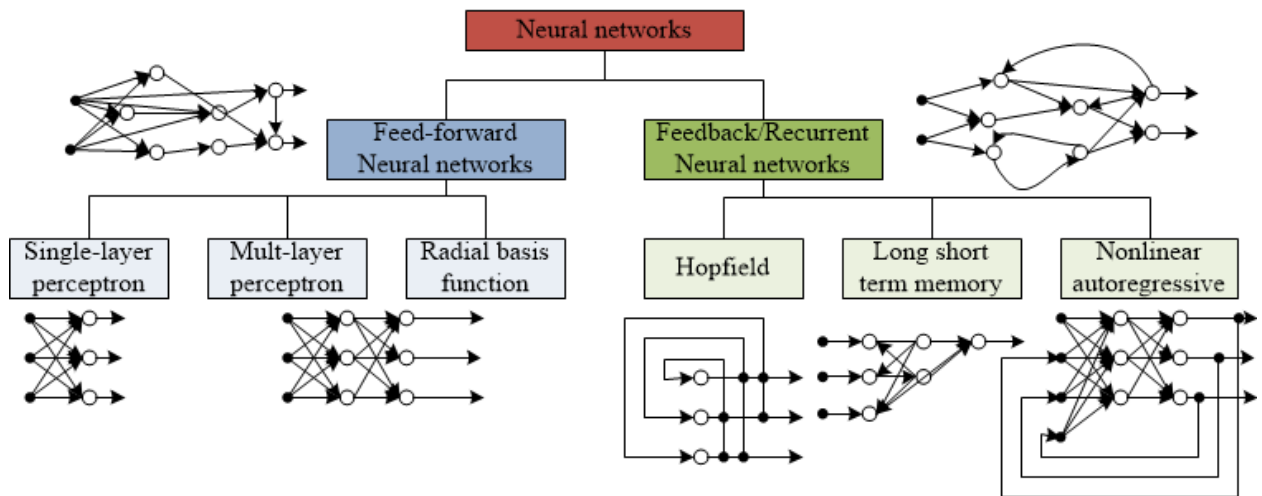 Neural networks
Feed-forward
Neural networks
Feedback/Recurrent
Neural networks
Single-layer
perceptron
Mult-layer
perceptron
Radial basis
function
Hopfield
Long short
term memory
Nonlinear
autoregressive